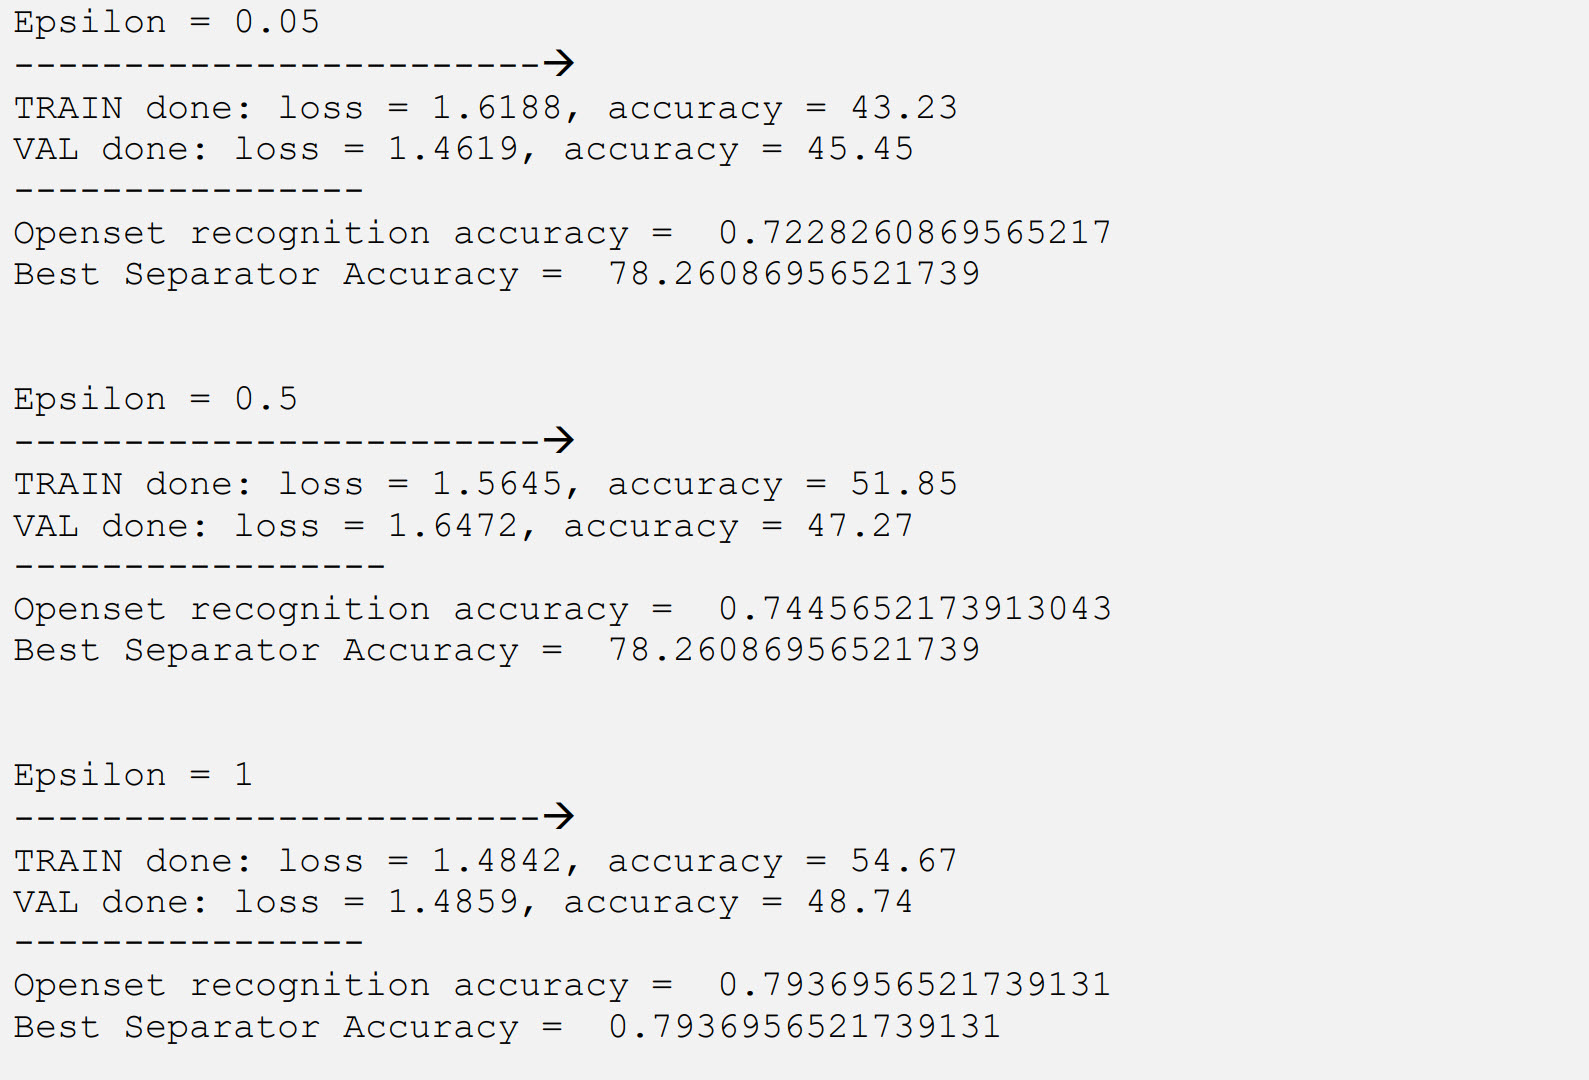 Epsilon = 0.05
------------------------→
TRAIN done: loss = 1.6188, accuracy = 43.23
VAL done: loss = 1.4619, accuracy = 45.45
----------------
Openset recognition accuracy =  0.7228260869565217
Best Separator Accuracy =  78.26086956521739
Epsilon = 0.5
------------------------→
TRAIN done: loss = 1.5645, accuracy = 51.85
VAL done: loss = 1.6472, accuracy = 47.27
-----------------
Openset recognition accuracy =  0.7445652173913043
Best Separator Accuracy =  78.26086956521739
Epsilon = 1
------------------------→
TRAIN done: loss = 1.4842, accuracy = 54.67
VAL done: loss = 1.4859, accuracy = 48.74
----------------
Openset recognition accuracy =  0.7936956521739131
Best Separator Accuracy =  0.7936956521739131